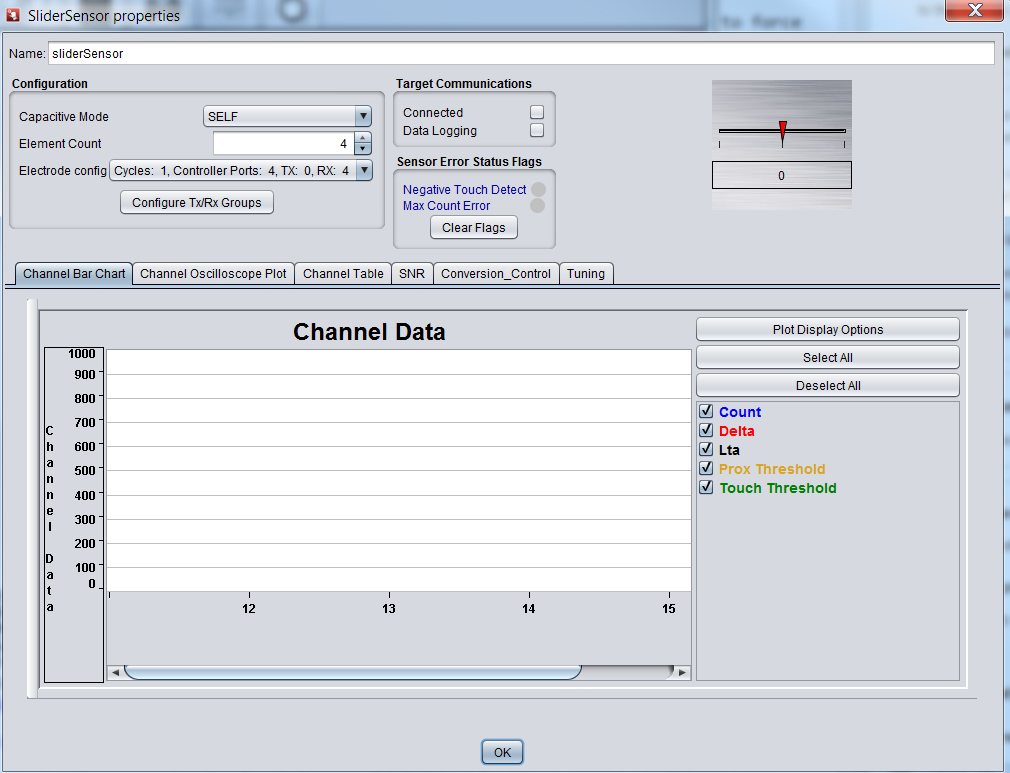 SliderSensor properties
to force
Name: sliderSensor
Configuration
Capacitive Mode SELF
Element Count 4
Electrode config Cycles: 1, Controller Ports: 4, TX: 0, RX: 4
Configure Tx/Rx Groups
Target Communications
Connected
Data Logging
Sensor Error Status Flags
Negative Touch Detect
Max Count Error
Clear Flags
0
Channel Bar Chart Channel Oscilloscope Plot Channel Table SNR Conversion_Control Tuning
Channel Data
Channel Data
1000
900
800
700
600
500
400
300
200
100
0
12 13 14 15
Plot Display Options
Select All
Deselect All
Count
Delta
Lta
Prox Threshold
Touch Threshold
OK